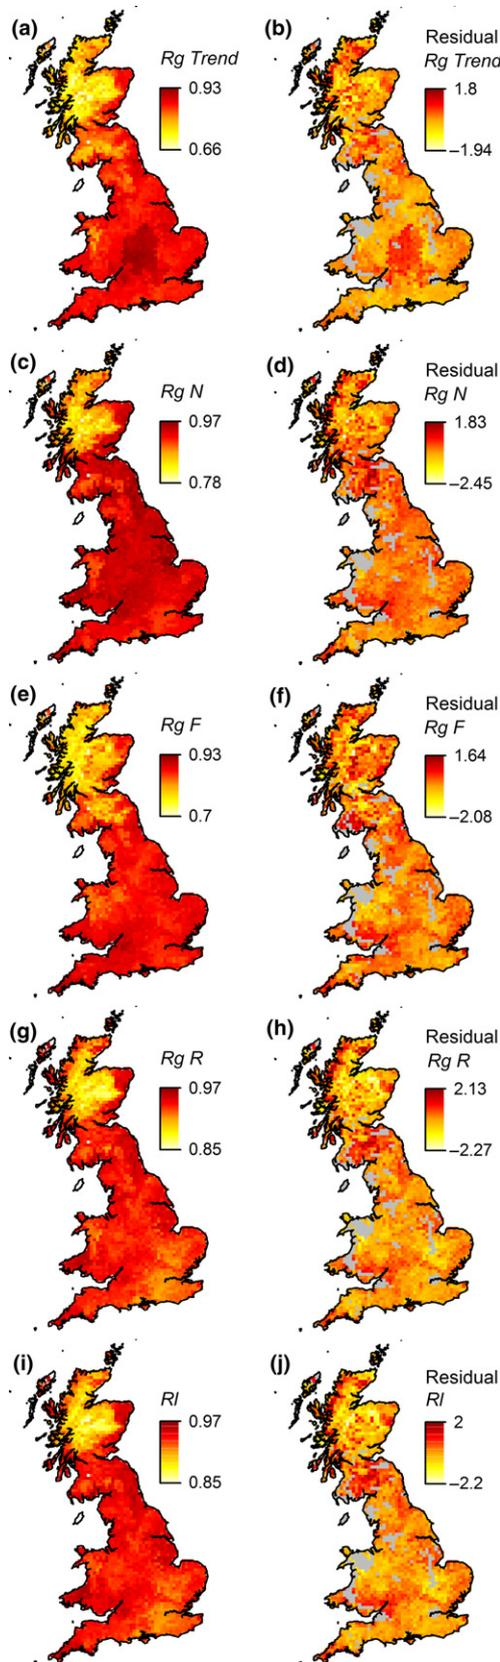 (a)
Rg Trend
0.93
0.66
(b)
Residual
Rg Trend
1.8
−1.94
(c)
Rg N
0.97
0.78
(d)
Residual
Rg N
1.83
−2.45
(e)
Rg F
0.93
0.7
(f)
Residual
Rg F
1.64
−2.08
(g)
Rg R
0.97
0.85
(h)
Residual
Rg R
2.13
−2.27
(i)
Rl
0.97
0.85
(j)
Residual
Rl
2
−2.2